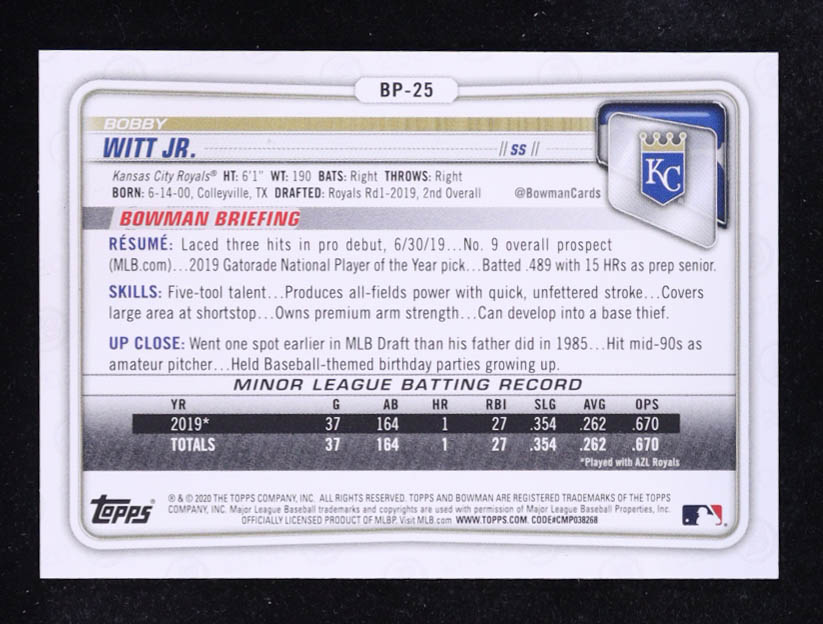 BP-25
BOBBY
WITT JR. // SS //
Kansas City Royals® HT: 6'1" WT: 190 BATS: Right THROWS: Right
BORN: 6-14-00, Colleyville, TX DRAFTED: Royals Rd1-2019, 2nd Overall @BowmanCards
KC
BOWMAN BRIEFING
RÉSUMÉ: Laced three hits in pro debut, 6/30/19...No. 9 overall prospect
(MLB.com)...2019 Gatorade National Player of the Year pick...Batted .489 with 15 HRs as prep senior.
SKILLS: Five-tool talent...Produces all-fields power with quick, unfettered stroke...Covers
large area at shortstop...Owns premium arm strength...Can develop into a base thief.
UP CLOSE: Went one spot earlier in MLB Draft than his father did in 1985...Hit mid-90s as
amateur pitcher...Held Baseball-themed birthday parties growing up.
MINOR LEAGUE BATTING RECORD
YR G AB HR RBI SLG AVG OPS
2019* 37 164 1 27 .354 .262 .670
TOTALS 37 164 1 27 .354 .262 .670
*Played with AZL Royals
Topps®
® & © 2020 THE TOPPS COMPANY, INC. ALL RIGHTS RESERVED. TOPPS AND BOWMAN ARE REGISTERED TRADEMARKS OF THE TOPPS
COMPANY, INC. Major League Baseball trademarks and copyrights are used with permission of Major League Baseball Properties, Inc.
OFFICIALLY LICENSED PRODUCT OF MLBP. Visit MLB.com WWW.TOPPS.COM. CODE#CMP038268